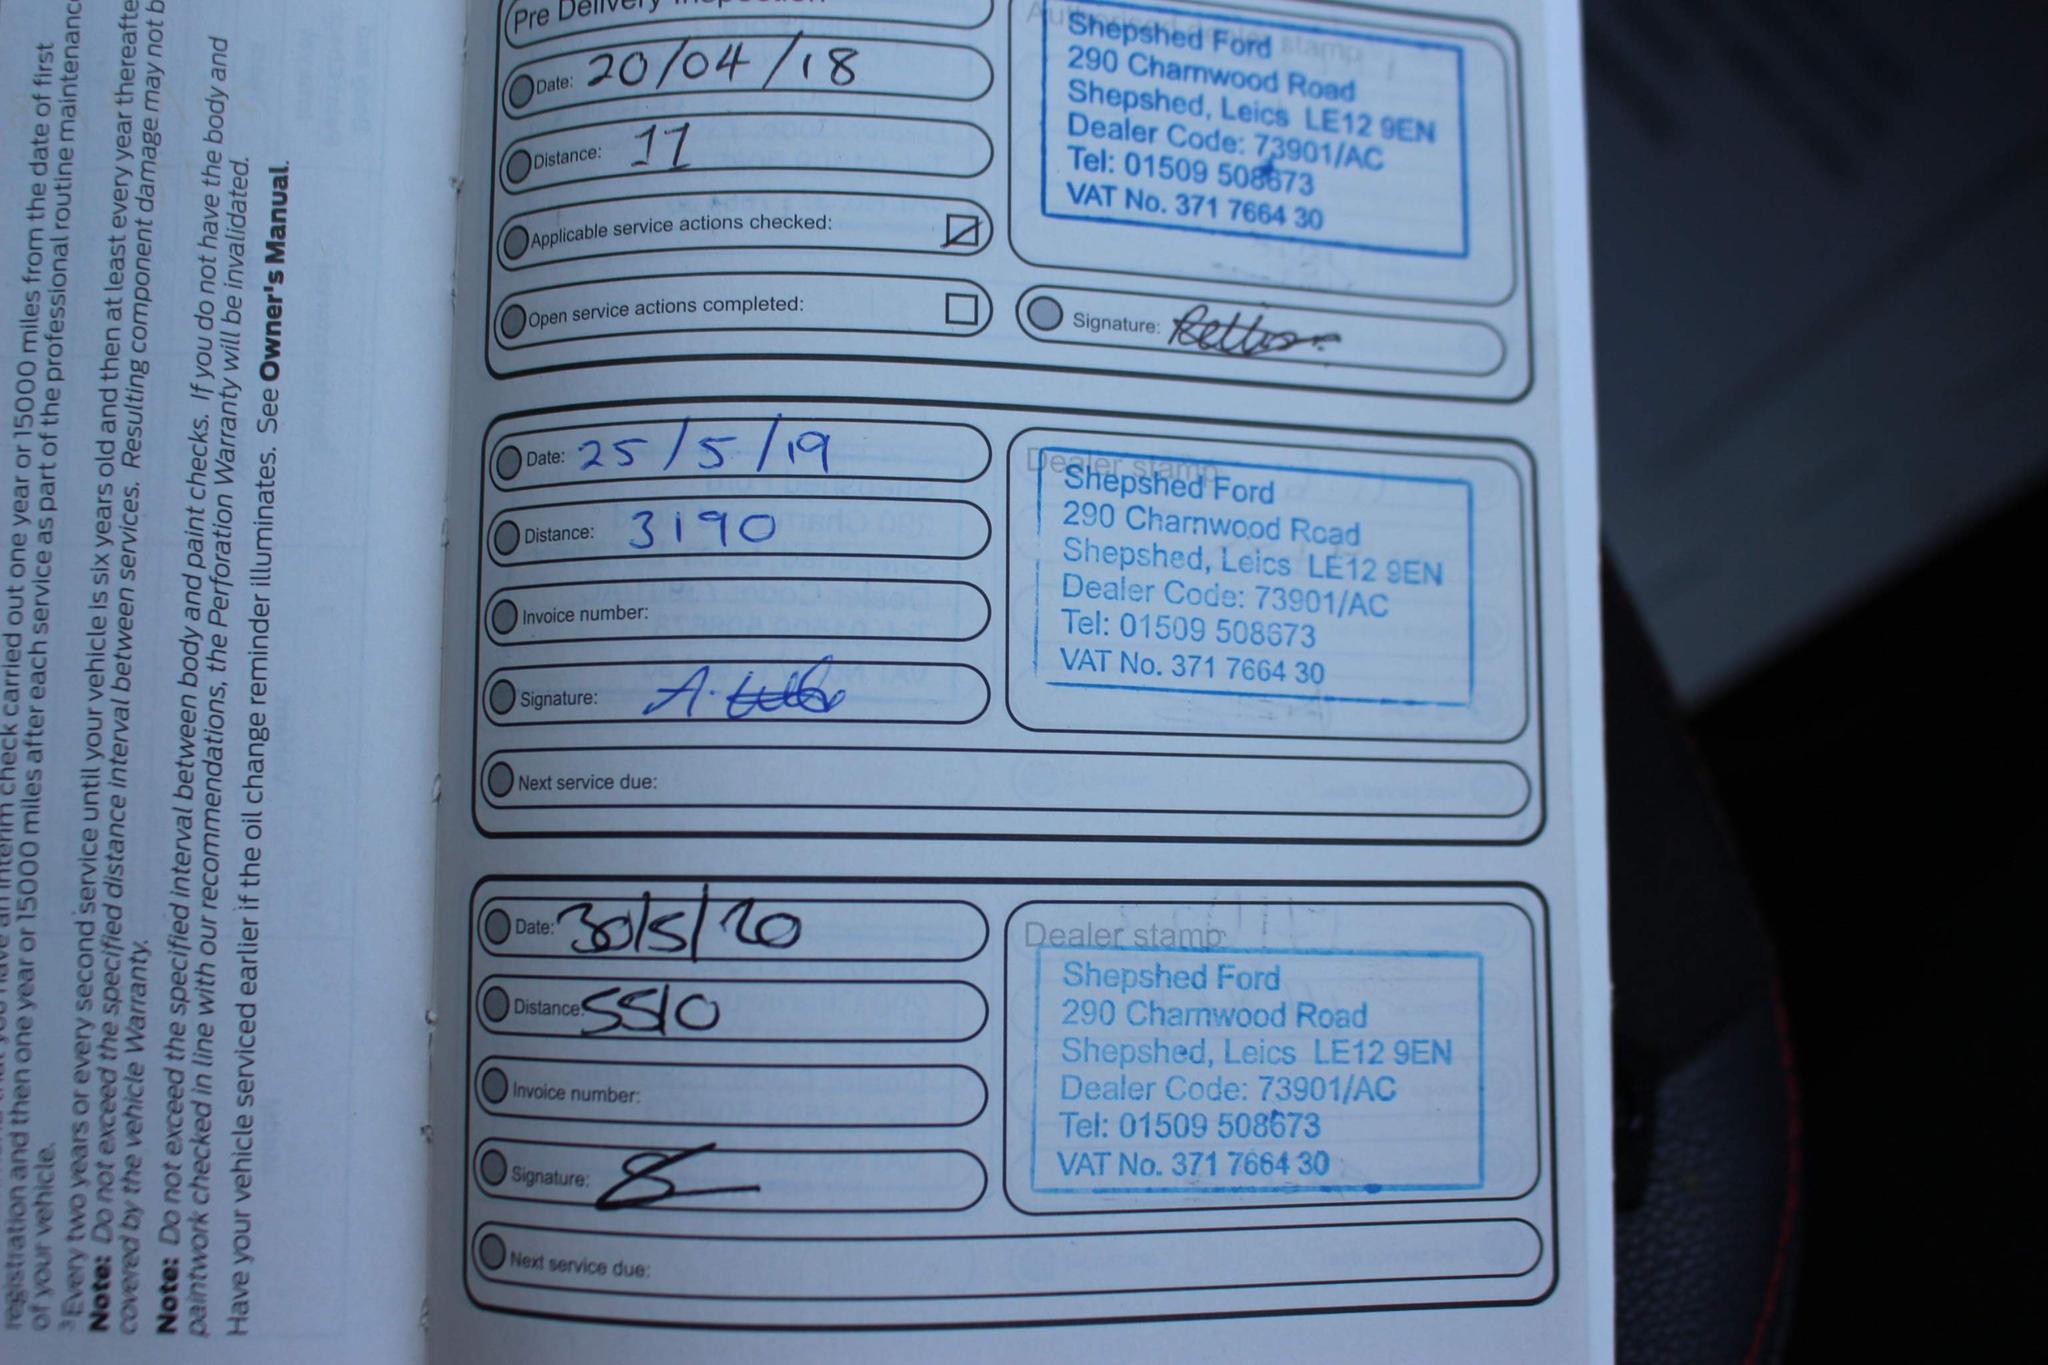 registration and then one year or 15000 miles after each service as part of the professional routine maintenance
of your vehicle.
3 Every two years or every second service until your vehicle is six years old and then at least every year thereafte
Note: Do not exceed the specified distance interval between services. Resulting component damage may not b
covered by the vehicle Warranty.
Note: Do not exceed the specified interval between body and paint checks. If you do not have the body and
paintwork checked in line with our recommendations, the Perforation Warranty will be invalidated.
Have your vehicle serviced earlier if the oil change reminder illuminates. See Owner's Manual.
Pre Delivery Inspection
Date: 20/04/18
Distance: 11
Applicable service actions checked:
Open service actions completed:
Authorised dealer stamp
Shepshed Ford
290 Charnwood Road
Shepshed, Leics LE12 9EN
Dealer Code: 73901/AC
Tel: 01509 508673
VAT No. 371 7664 30
Signature:
Date: 25/5/19
Distance: 3190
Invoice number:
Signature:
Dealer stamp
Shepshed Ford
290 Charnwood Road
Shepshed, Leics LE12 9EN
Dealer Code: 73901/AC
Tel: 01509 508673
VAT No. 371 7664 30
Next service due:
Date: 30/5/20
Distance: 5510
Invoice number:
Signature:
Dealer stamp
Shepshed Ford
290 Charnwood Road
Shepshed, Leics LE12 9EN
Dealer Code: 73901/AC
Tel: 01509 508673
VAT No. 371 7664 30
Next service due: